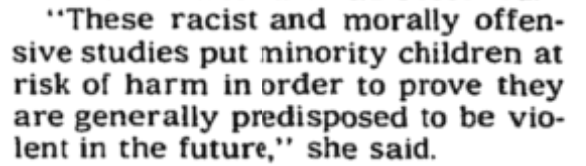 "These racist and morally offen-
sive studies put minority children at
risk of harm in order to prove they
are generally predisposed to be vio-
lent in the future," she said.